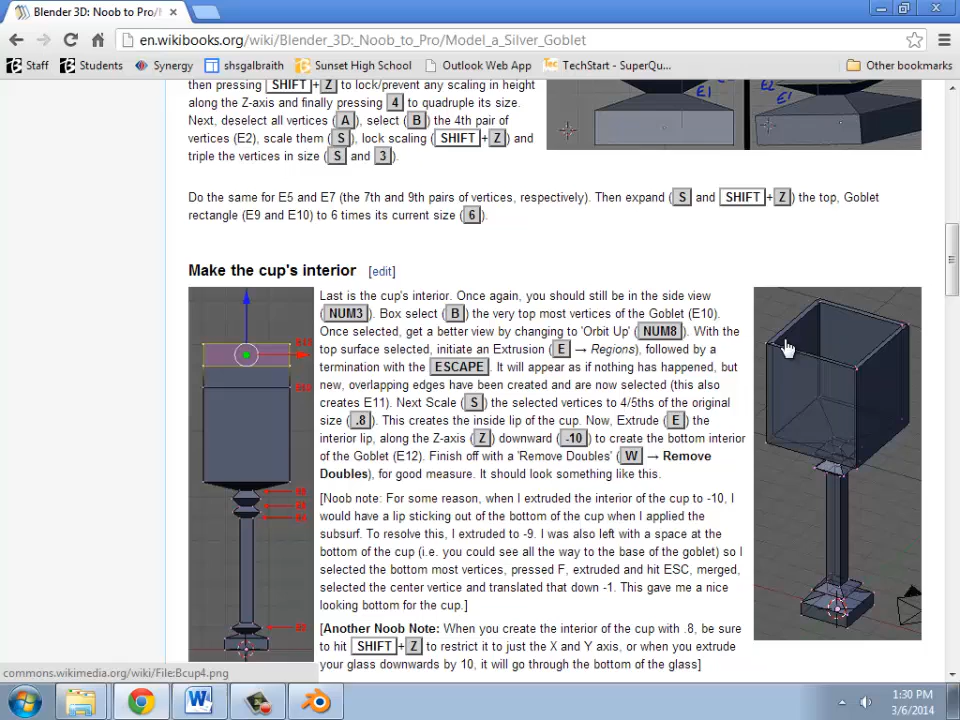 Blender 3D: Noob to Pro/
en.wikibooks.org/wiki/Blender_3D:_Noob_to_Pro/Model_a_Silver_Goblet
Staff Students Synergy shsgalbraith Sunset High School Outlook Web App TechStart - SuperQu... Other bookmarks
then pressing SHIFT+Z to lock/prevent any scaling in height
along the Z-axis and finally pressing 4 to quadruple its size.
Next, deselect all vertices (A), select (B) the 4th pair of
vertices (E2), scale them (S), lock scaling (SHIFT+Z) and
triple the vertices in size (S and 3).
E1
E2
E1
Do the same for E5 and E7 (the 7th and 9th pairs of vertices, respectively). Then expand (S and SHIFT+Z) the top, Goblet
rectangle (E9 and E10) to 6 times its current size (6).
Make the cup's interior [edit]
Last is the cup's interior. Once again, you should still be in the side view
(NUM3). Box select (B) the very top most vertices of the Goblet (E10).
Once selected, get a better view by changing to 'Orbit Up' (NUM8). With the
top surface selected, initiate an Extrusion (E → Regions), followed by a
termination with the ESCAPE. It will appear as if nothing has happened, but
new, overlapping edges have been created and are now selected (this also
creates E11). Next Scale (S) the selected vertices to 4/5ths of the original
size (.8). This creates the inside lip of the cup. Now, Extrude (E) the
interior lip, along the Z-axis (Z) downward (-10) to create the bottom interior
of the Goblet (E12). Finish off with a 'Remove Doubles' (W → Remove
Doubles), for good measure. It should look something like this.
[Noob note: For some reason, when I extruded the interior of the cup to -10, I
would have a lip sticking out of the bottom of the cup when I applied the
subsurf. To resolve this, I extruded to -9. I was also left with a space at the
bottom of the cup (i.e. you could see all the way to the base of the goblet) so I
selected the bottom most vertices, pressed F, extruded and hit ESC, merged,
selected the center vertice and translated that down -1. This gave me a nice
looking bottom for the cup.]
[Another Noob Note: When you create the interior of the cup with .8, be sure
to hit SHIFT+Z to restrict it to just the X and Y axis, or when you extrude
your glass downwards by 10, it will go through the bottom of the glass]
commons.wikimedia.org/wiki/File:Bcup4.png
1:30 PM
3/6/2014